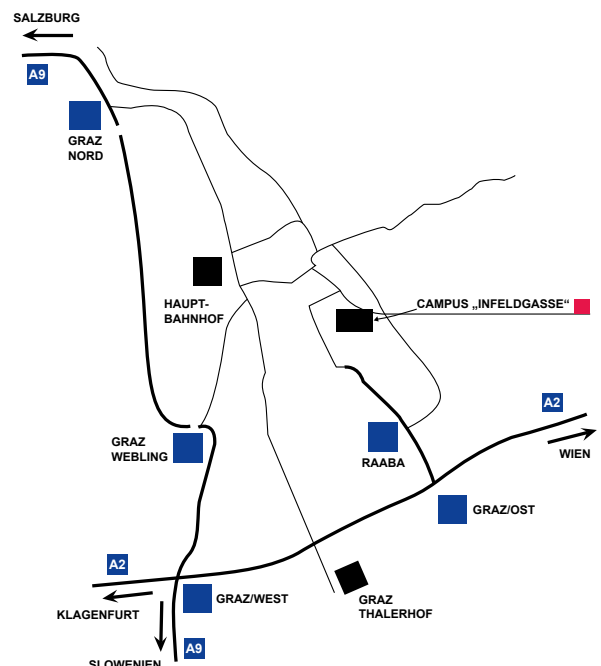 SALZBURG
A9
GRAZ
NORD
HAUPT-
BAHNHOF
CAMPUS „INFELDGASSE“
A2
WIEN
GRAZ
WEBLING
RAABA
GRAZ/OST
A2
GRAZ
THALERHOF
KLAGENFURT
GRAZ/WEST
A9
SLOWENIEN